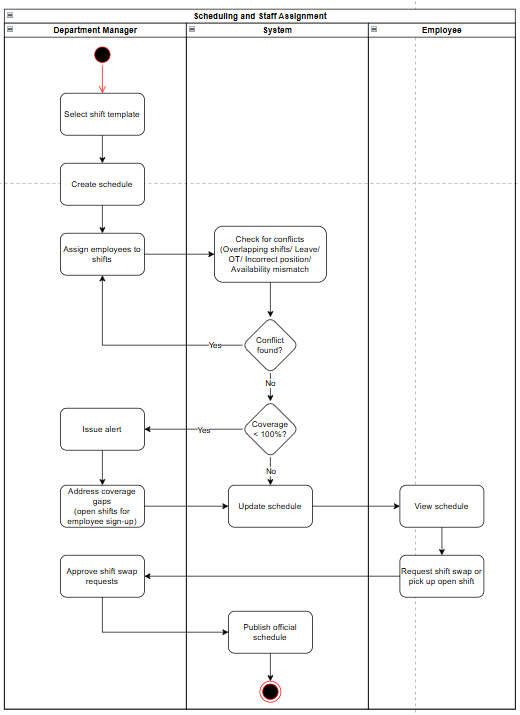 Scheduling and Staff Assignment
Department Manager
System
Employee
Select shift template
Create schedule
Assign employees to
shifts
Check for conflicts
(Overlapping shifts/ Leave/
OT/ Incorrect position/
Availability mismatch
Conflict
found?
Yes
No
Coverage
< 100%?
Yes
No
Issue alert
Address coverage
gaps
(open shifts for
employee sign-up)
Update schedule
View schedule
Request shift swap or
pick up open shift
Approve shift swap
requests
Publish official
schedule